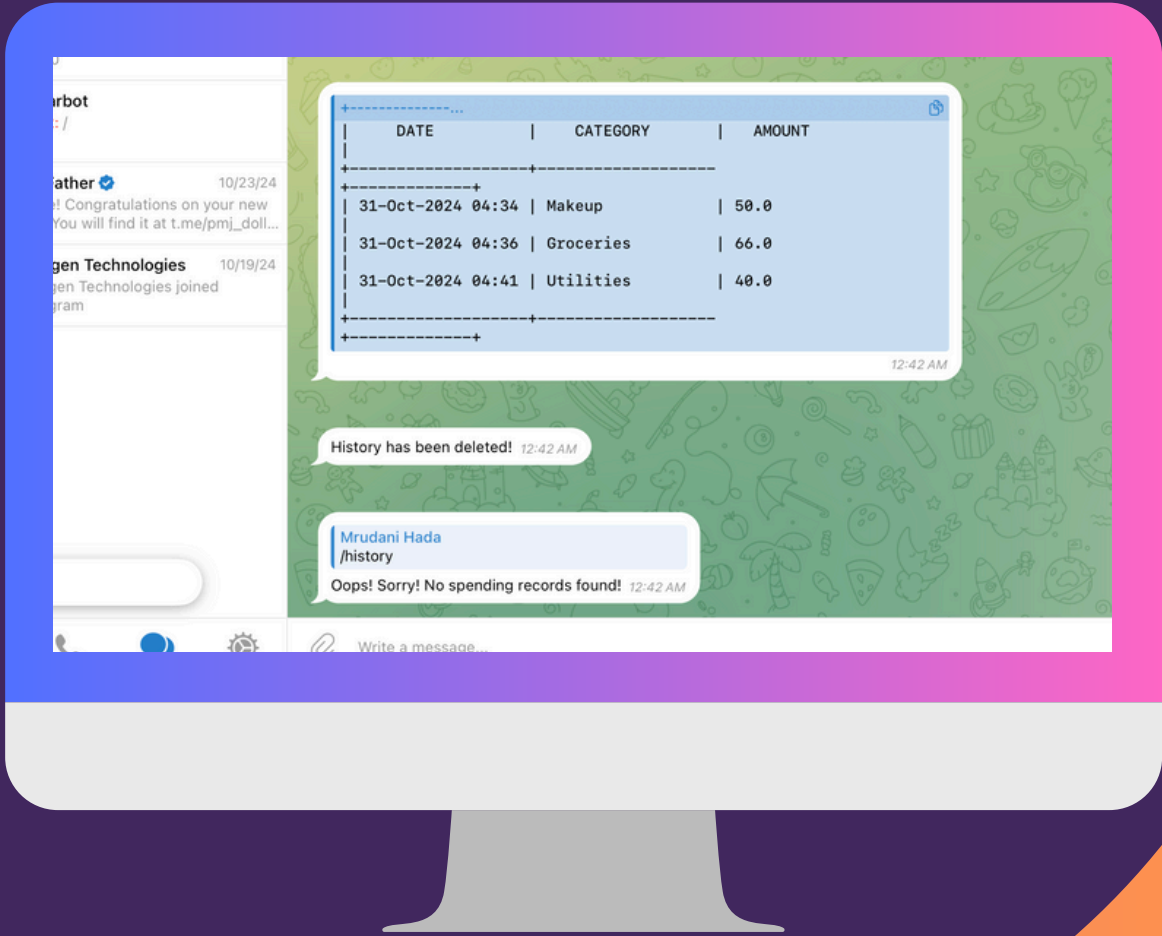 arbot
: /
ather 10/23/24
e! Congratulations on your new
You will find it at t.me/pmj_doll...
gen Technologies 10/19/24
gen Technologies joined
gram
+--------------...
| DATE | CATEGORY | AMOUNT
|
+-------------------+-------------------
+-------------+
| 31-Oct-2024 04:34 | Makeup | 50.0
|
| 31-Oct-2024 04:36 | Groceries | 66.0
|
| 31-Oct-2024 04:41 | Utilities | 40.0
|
+-------------------+-------------------
+-------------+
12:42 AM
History has been deleted! 12:42 AM
Mrudani Hada
/history
Oops! Sorry! No spending records found! 12:42 AM
Write a message...